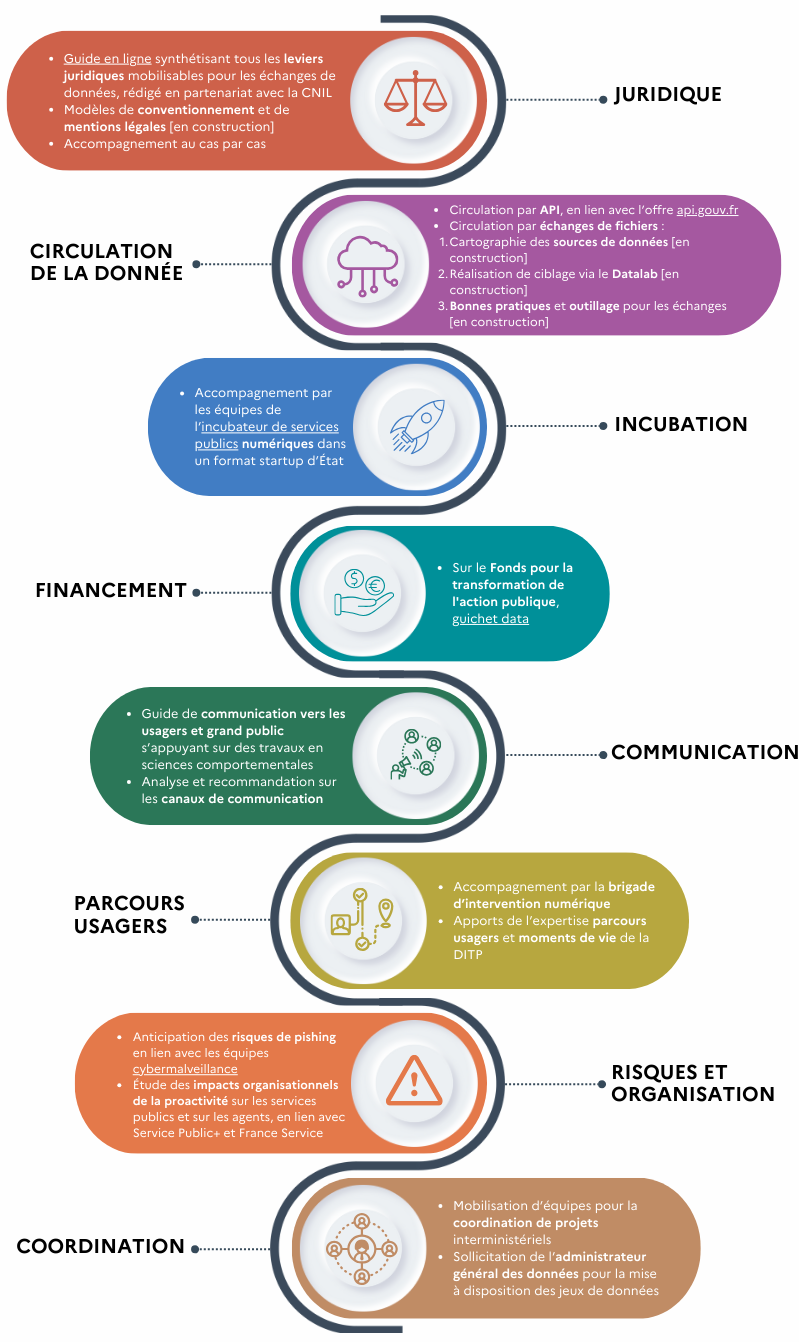 • Guide en ligne synthétisant tous les leviers
juridiques mobilisables pour les échanges de
données, rédigé en partenariat avec la CNIL
• Modèles de conventionnement et de
mentions légales [en construction]
• Accompagnement au cas par cas
JURIDIQUE
CIRCULATION
DE LA DONNÉE
• Circulation par API, en lien avec l'offre api.gouv.fr
• Circulation par échanges de fichiers :
1. Cartographie des sources de données [en
construction]
2. Réalisation de ciblage via le Datalab [en
construction]
3. Bonnes pratiques et outillage pour les échanges
[en construction]
• Accompagnement par
les équipes de
l'incubateur de services
publics numériques dans
un format startup d'État
INCUBATION
FINANCEMENT
$ €
• Sur le Fonds pour la
transformation de
l'action publique,
guichet data
• Guide de communication vers les
usagers et grand public
s'appuyant sur des travaux en
sciences comportementales
• Analyse et recommandation sur
les canaux de communication
COMMUNICATION
PARCOURS
USAGERS
• Accompagnement par la brigade
d'intervention numérique
• Apports de l'expertise parcours
usagers et moments de vie de la
DITP
• Anticipation des risques de pishing
en lien avec les équipes
cybermalveillance
• Étude des impacts organisationnels
de la proactivité sur les services
publics et sur les agents, en lien avec
Service Public+ et France Service
RISQUES ET
ORGANISATION
COORDINATION
• Mobilisation d'équipes pour la
coordination de projets
interministériels
• Sollicitation de l'administrateur
général des données pour la mise
à disposition des jeux de données